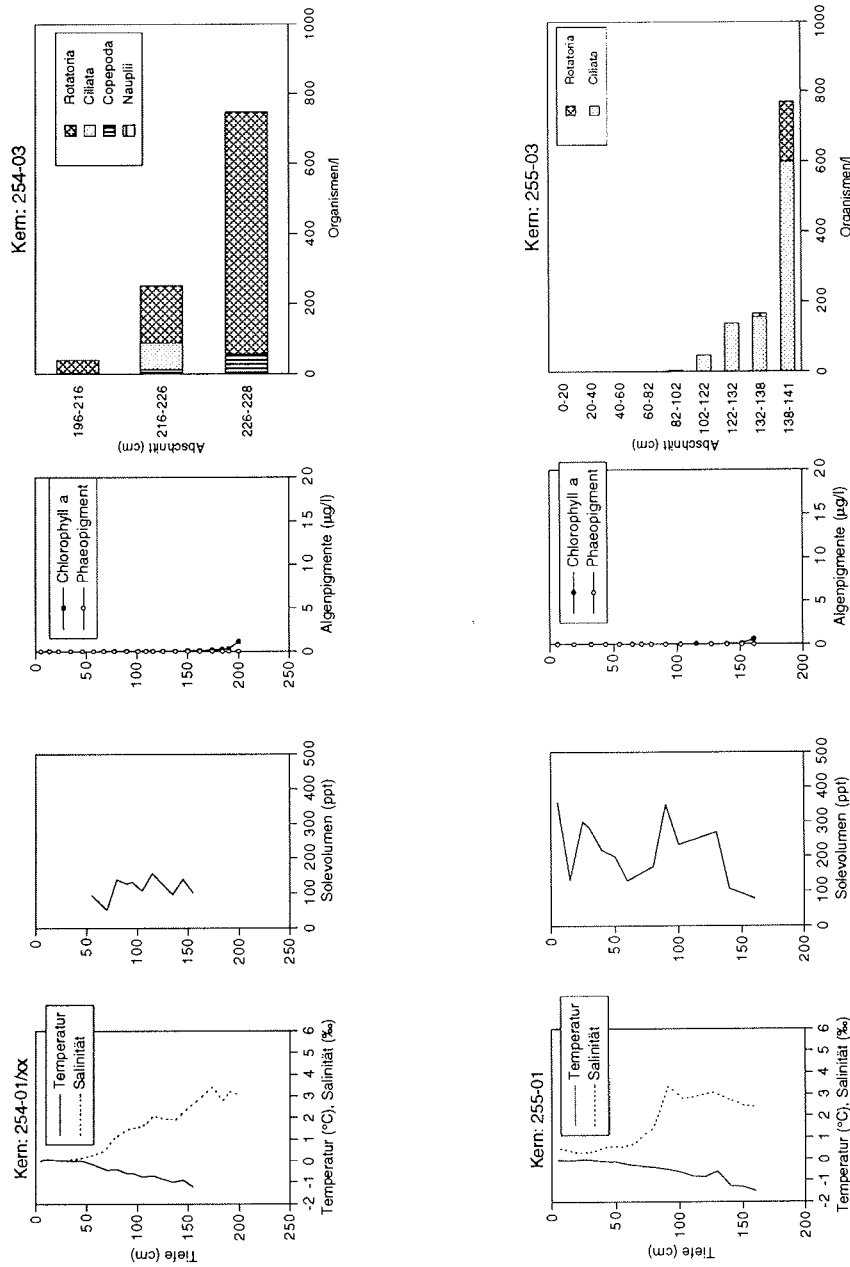 Kern: 254-01/xx
Temperatur
Salinität
0
50
100
150
200
250
Tiefe (cm)
-2 -1 0 1 2 3 4 5 6
Temperatur (°C), Salinität (‰)
0
50
100
150
200
250
0 100 200 300 400 500
Solevolumen (ppt)
Chlorophyll a
Phaeopigment
0
50
100
150
200
250
0 5 10 15 20
Algenpigmente (µg/l)
Kern: 254-03
Rotatoria
Ciliata
Copepoda
Nauplii
196-216
216-226
226-228
Abschnitt (cm)
0 200 400 600 800 1000
Organismen/l
Kern: 255-01
Temperatur
Salinität
0
50
100
150
200
Tiefe (cm)
-2 -1 0 1 2 3 4 5 6
Temperatur (°C), Salinität (‰)
0
50
100
150
200
0 100 200 300 400 500
Solevolumen (ppt)
Chlorophyll a
Phaeopigment
0
50
100
150
200
0 5 10 15 20
Algenpigmente (µg/l)
Kern: 255-03
Rotatoria
Ciliata
0-20
20-40
40-60
60-82
82-102
102-122
122-132
132-138
138-141
Abschnitt (cm)
0 200 400 600 800 1000
Organismen/l